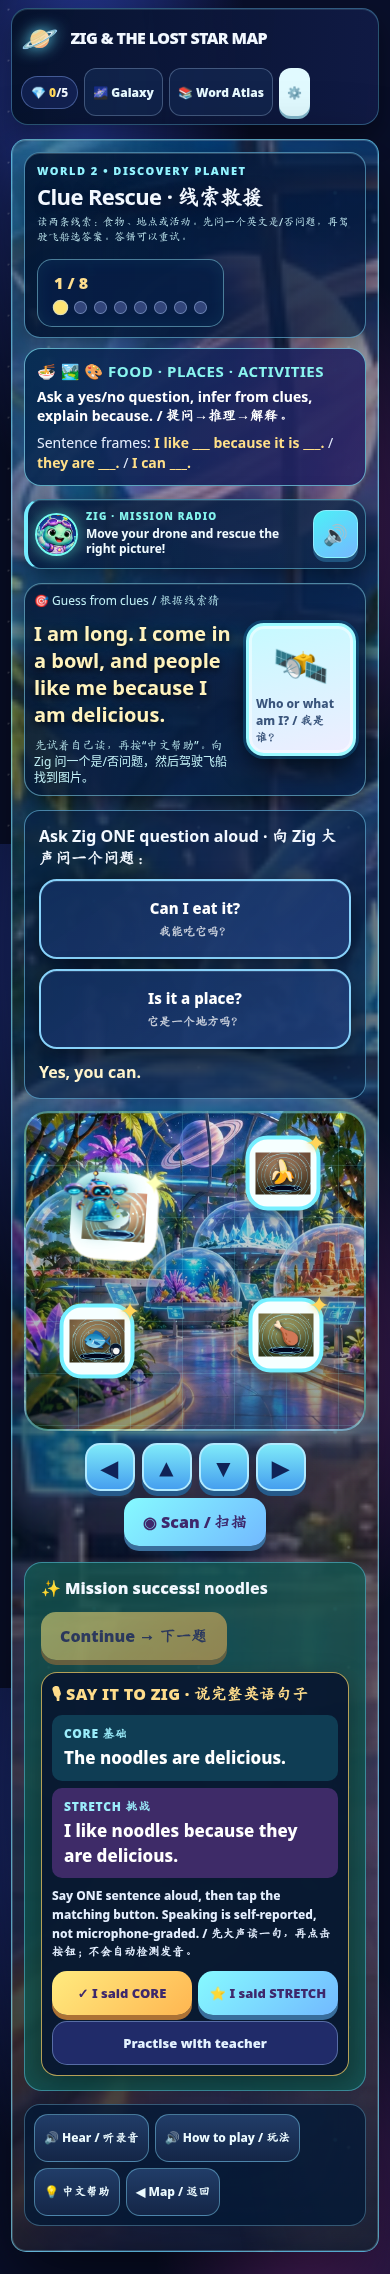 ZIG & THE LOST STAR MAP
💎 0/5
🌌 Galaxy
📚 Word Atlas
WORLD 2 • DISCOVERY PLANET
Clue Rescue · 线索救援
读两条线索：食物、地点或活动。先问一个英文是/否问题，再驾
驶飞船选答案。答错可以重试。
1 / 8
🍜 🏞️ 🎨 FOOD · PLACES · ACTIVITIES
Ask a yes/no question, infer from clues,
explain because. / 提问→推理→解释。
Sentence frames: I like ___ because it is ___. /
they are ___. / I can ___.
ZIG · MISSION RADIO
Move your drone and rescue the
right picture!
🎯 Guess from clues / 根据线索猜
I am long. I come in
a bowl, and people
like me because I
am delicious.
先试着自己读，再按“中文帮助”。向
Zig 问一个是/否问题，然后驾驶飞船
找到图片。
Who or what
am I? / 我是
谁？
Ask Zig ONE question aloud · 向 Zig 大
声问一个问题：
Can I eat it?
我能吃它吗？
Is it a place?
它是一个地方吗？
Yes, you can.
◀ ▲ ▼ ▶
◉ Scan / 扫描
✨ Mission success! noodles
Continue → 下一题
🎙 SAY IT TO ZIG · 说完整英语句子
CORE 基础
The noodles are delicious.
STRETCH 挑战
I like noodles because they
are delicious.
Say ONE sentence aloud, then tap the
matching button. Speaking is self-reported,
not microphone-graded. / 先大声读一句，再点击
按钮；不会自动检测发音。
✓ I said CORE
⭐ I said STRETCH
Practise with teacher
🔊 Hear / 听录音
🔊 How to play / 玩法
💡 中文帮助
◀ Map / 返回